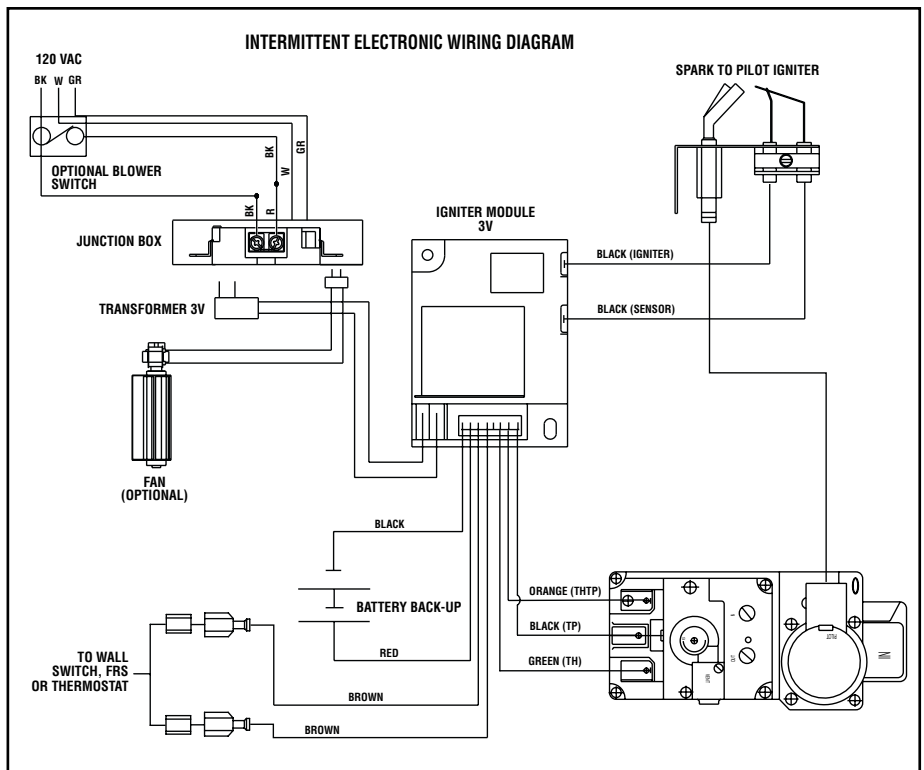 INTERMITTENT ELECTRONIC WIRING DIAGRAM
120 VAC
BK W GR
SPARK TO PILOT IGNITER
OPTIONAL BLOWER
SWITCH
BK
W
GR
BK
R
JUNCTION BOX
IGNITER MODULE
3V
BLACK (IGNITER)
TRANSFORMER 3V
BLACK (SENSOR)
FAN
(OPTIONAL)
BLACK
BATTERY BACK-UP
ORANGE (THTP)
BLACK (TP)
GREEN (TH)
RED
TO WALL
SWITCH, FRS
OR THERMOSTAT
BROWN
BROWN
PILOT